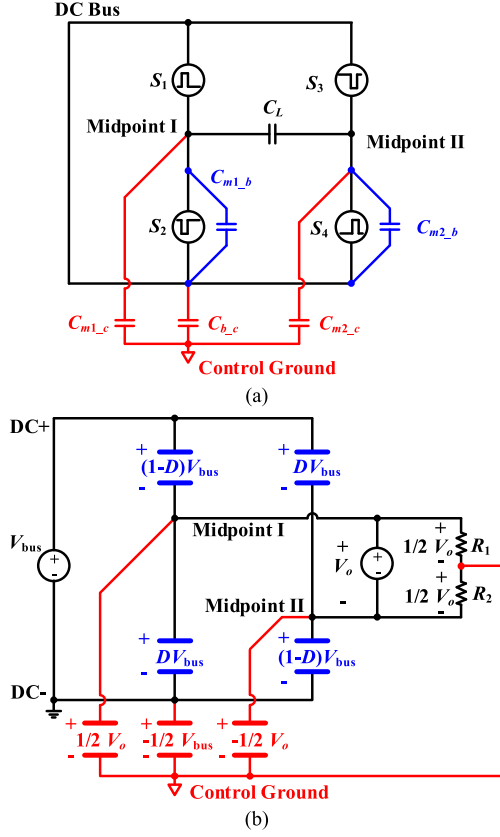 DC Bus
S1
S3
CL
Midpoint I
Midpoint II
Cm1_b
S2
S4
Cm2_b
Cm1_c
Cb_c
Cm2_c
Control Ground
(a)
DC+
+ +
(1-D)Vbus DVbus
- -
Midpoint I
Vbus + -
+ Vo -
+ 1/2 Vo - R1
+ 1/2 Vo - R2
Midpoint II
+ +
DVbus (1-D)Vbus
- -
DC-
+ + +
1/2 Vo -1/2 Vbus -1/2 Vo
- - -
Control Ground
(b)